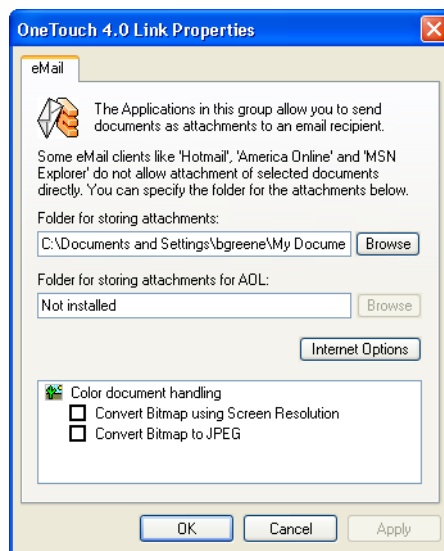 OneTouch 4.0 Link Properties
eMail
The Applications in this group allow you to send
documents as attachments to an email recipient.
Some eMail clients like 'Hotmail', 'America Online' and 'MSN
Explorer' do not allow attachment of selected documents
directly. You can specify the folder for the attachments below.
Folder for storing attachments:
C:\Documents and Settings\bgreene\My Docume Browse
Folder for storing attachments for AOL:
Not installed Browse
Internet Options
Color document handling
Convert Bitmap using Screen Resolution
Convert Bitmap to JPEG
OK Cancel Apply